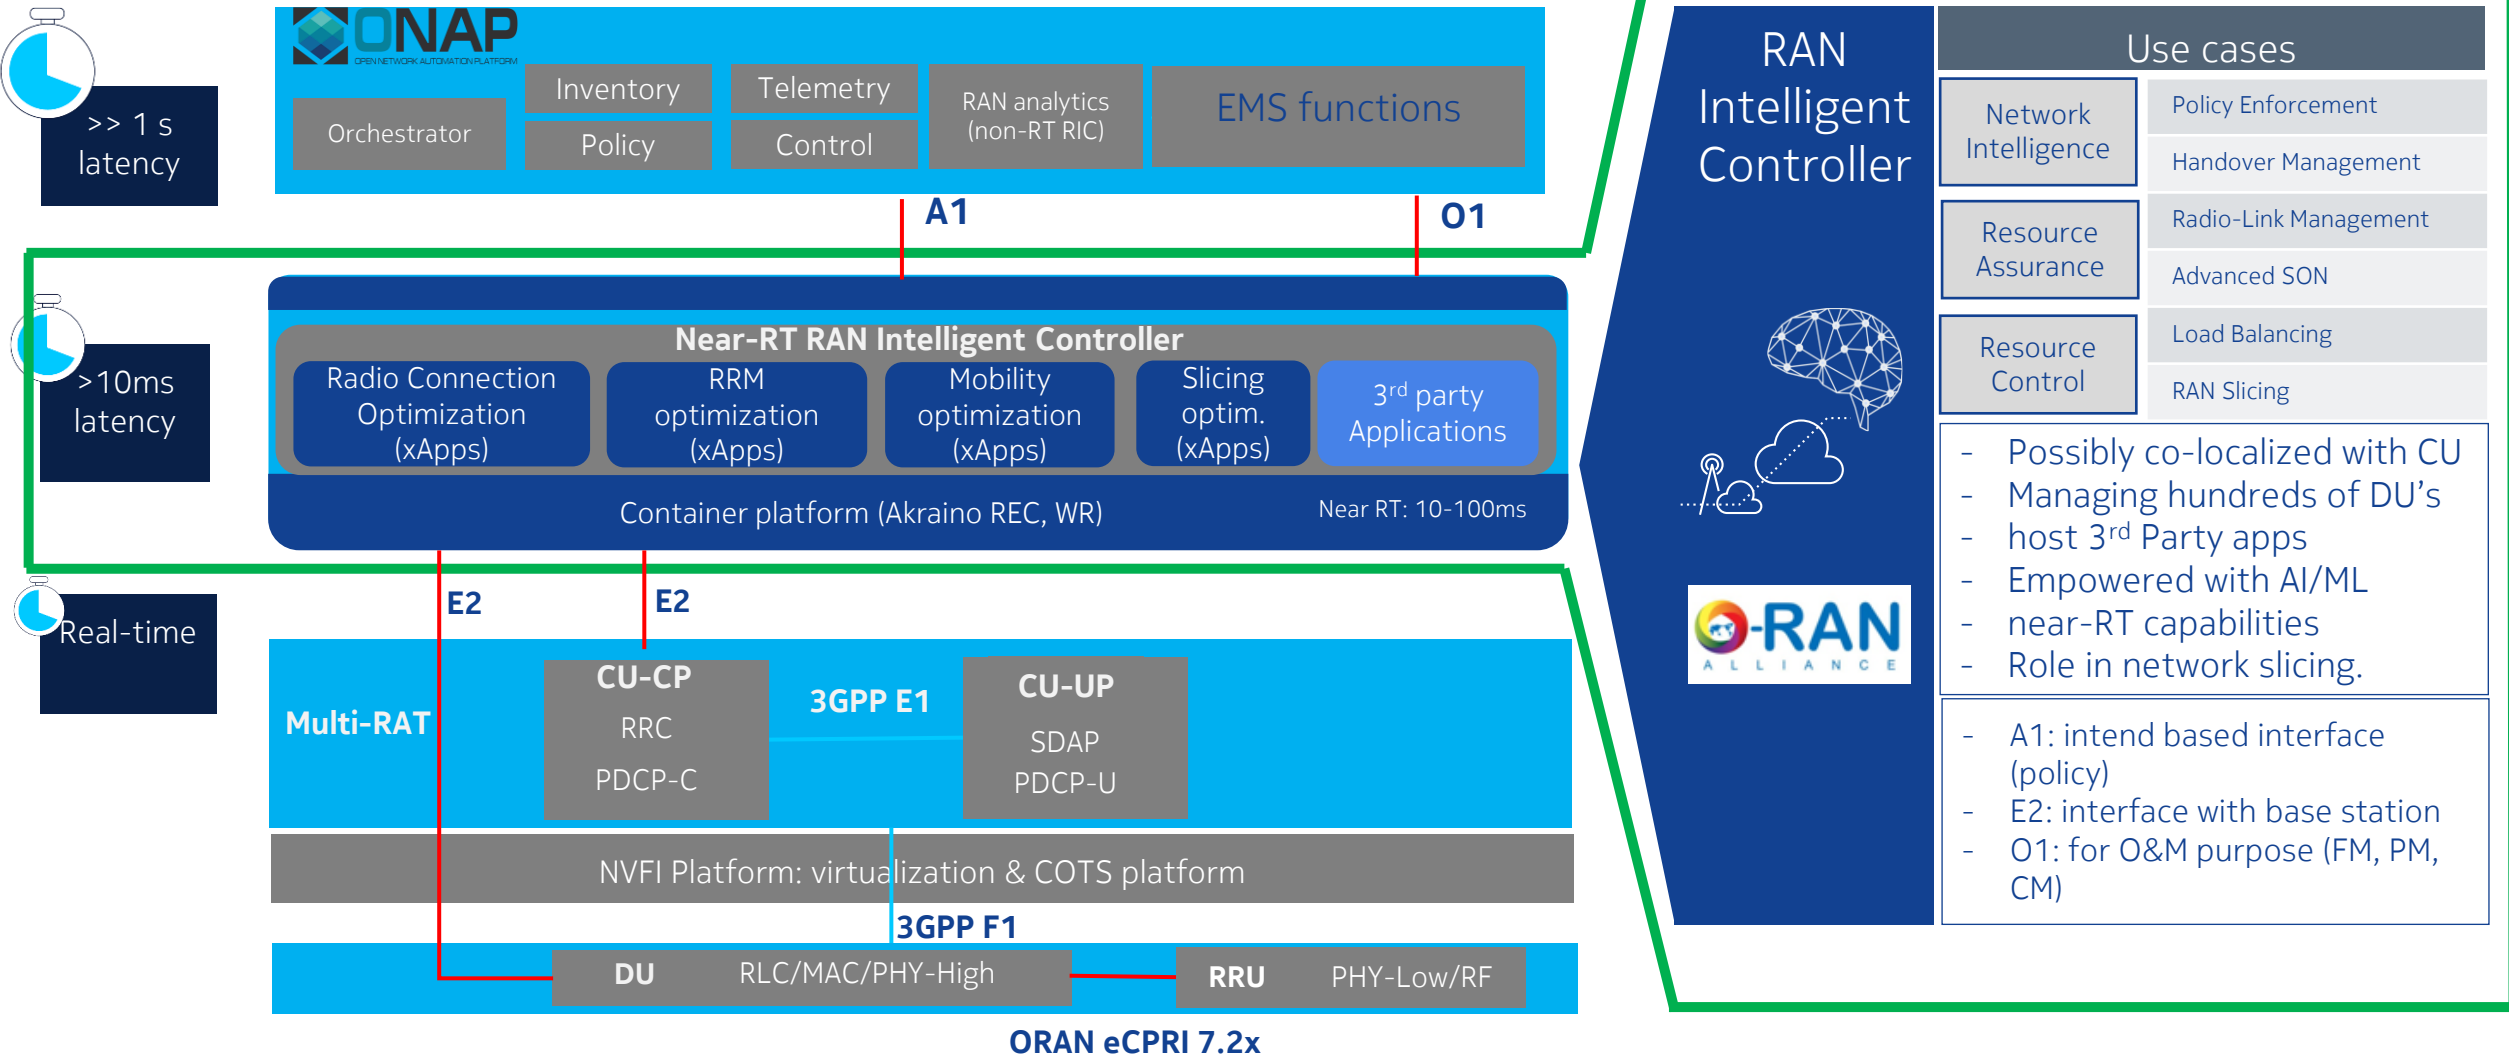 ONAP
OPEN NETWORK AUTOMATION PLATFORM
>> 1 s
latency
Orchestrator
Inventory
Policy
Telemetry
Control
RAN analytics
(non-RT RIC)
EMS functions
A1
O1
>10ms
latency
Near-RT RAN Intelligent Controller
Radio Connection
Optimization
(xApps)
RRM
optimization
(xApps)
Mobility
optimization
(xApps)
Slicing
optim.
(xApps)
3rd party
Applications
Container platform (Akraino REC, WR)
Near RT: 10-100ms
E2
E2
Real-time
Multi-RAT
CU-CP
RRC
PDCP-C
3GPP E1
CU-UP
SDAP
PDCP-U
NVFI Platform: virtualization & COTS platform
3GPP F1
DU
RLC/MAC/PHY-High
RRU
PHY-Low/RF
ORAN eCPRI 7.2x
RAN
Intelligent
Controller
O-RAN
ALLIANCE
Use cases
Network
Intelligence
Resource
Assurance
Resource
Control
Policy Enforcement
Handover Management
Radio-Link Management
Advanced SON
Load Balancing
RAN Slicing
- Possibly co-localized with CU
- Managing hundreds of DU's
- host 3rd Party apps
- Empowered with AI/ML
- near-RT capabilities
- Role in network slicing.
- A1: intend based interface
(policy)
- E2: interface with base station
- O1: for O&M purpose (FM, PM,
CM)